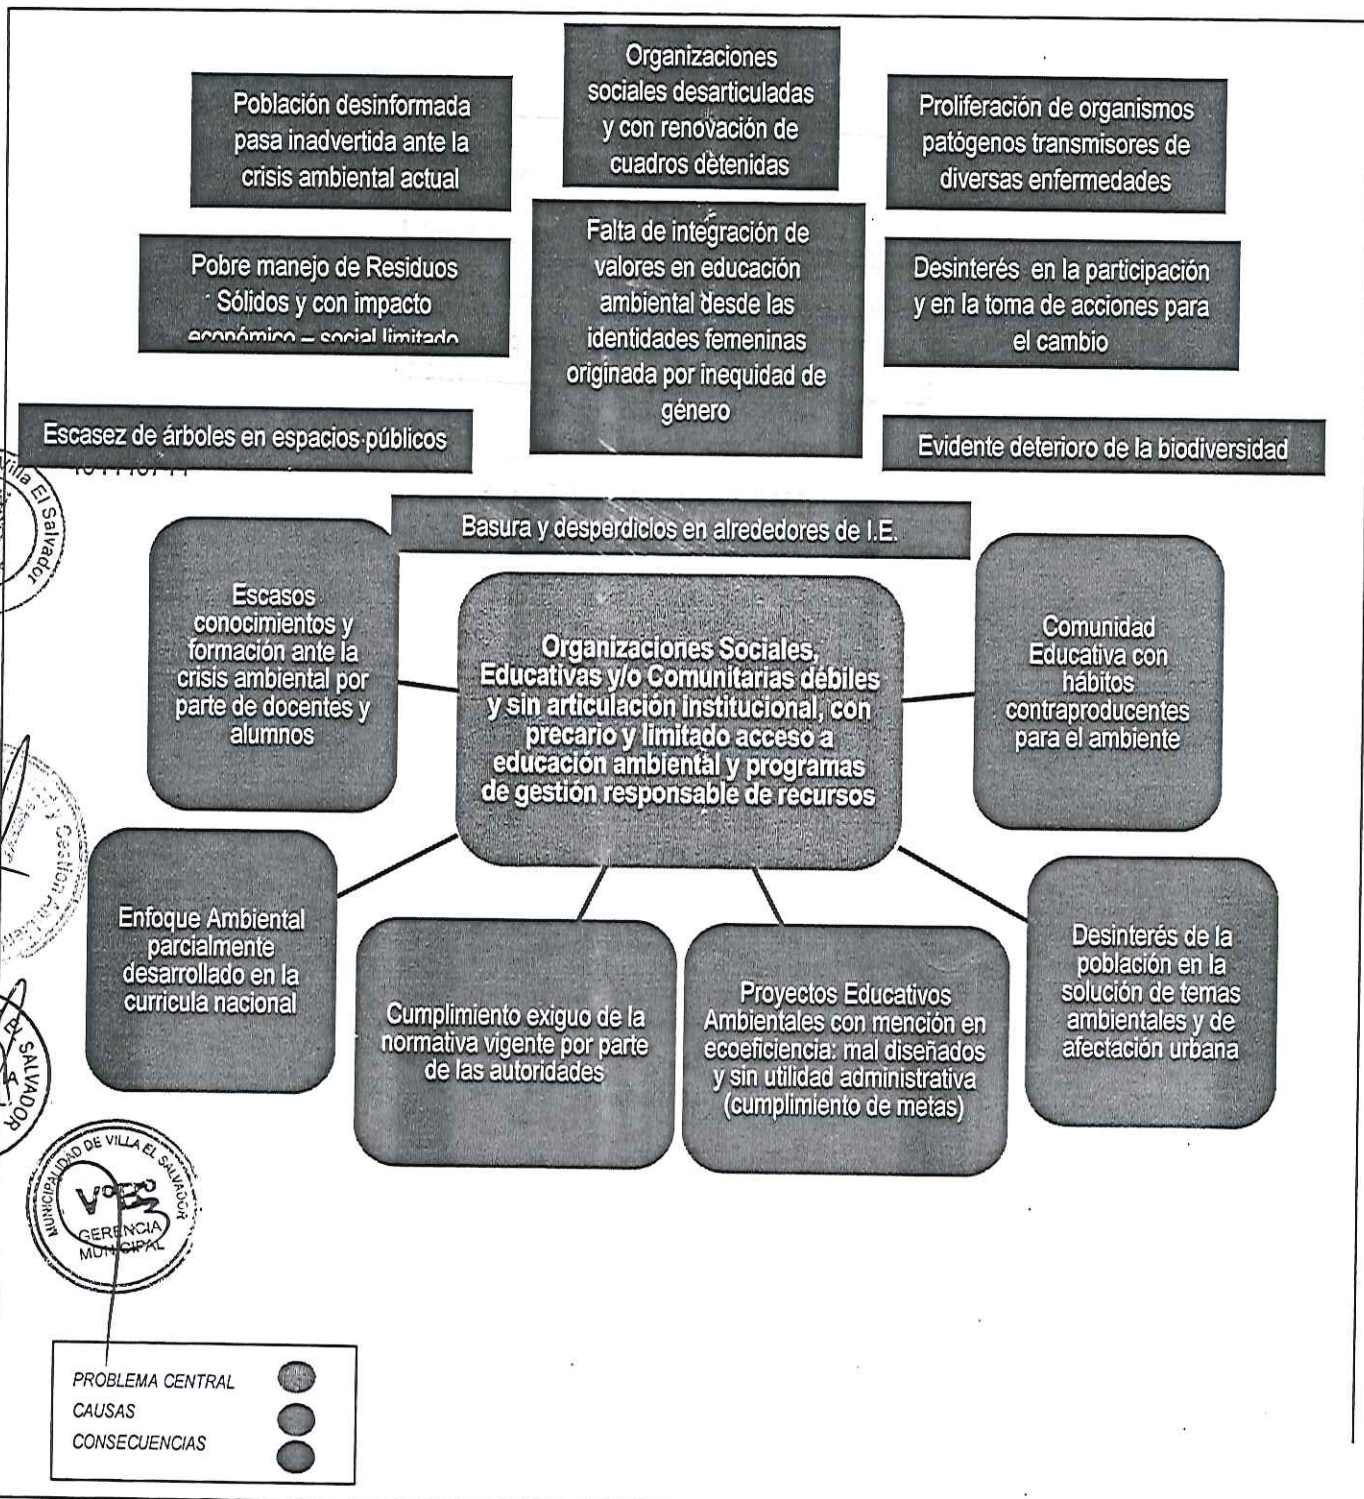 Organizaciones
sociales desarticuladas
y con renovación de
cuadros detenidas
Población desinformada
pasa inadvertida ante la
crisis ambiental actual
Proliferación de organismos
patógenos transmisores de
diversas enfermedades
Pobre manejo de Residuos
Sólidos y con impacto
económico – social limitado
Falta de integración de
valores en educación
ambiental desde las
identidades femeninas
originada por inequidad de
género
Desinterés en la participación
y en la toma de acciones para
el cambio
Escasez de árboles en espacios públicos
Evidente deterioro de la biodiversidad
Basura y desperdicios en alrededores de I.E.
Escasos
conocimientos y
formación ante la
crisis ambiental por
parte de docentes y
alumnos
Organizaciones Sociales,
Educativas y/o Comunitarias débiles
y sin articulación institucional, con
precario y limitado acceso a
educación ambiental y programas
de gestión responsable de recursos
Comunidad
Educativa con
hábitos
contraproducentes
para el ambiente
Enfoque Ambiental
parcialmente
desarrollado en la
curricula nacional
Cumplimiento exiguo de la
normativa vigente por parte
de las autoridades
Proyectos Educativos
Ambientales con mención en
ecoeficiencia: mal diseñados
y sin utilidad administrativa
(cumplimiento de metas)
Desinterés de la
población en la
solución de temas
ambientales y de
afectación urbana
Villa El Salvador
y Gestión
EL SALVADOR
MUNICIPALIDAD DE VILLA EL SALVADOR
V°B°
GERENCIA
MUNICIPAL
PROBLEMA CENTRAL
CAUSAS
CONSECUENCIAS